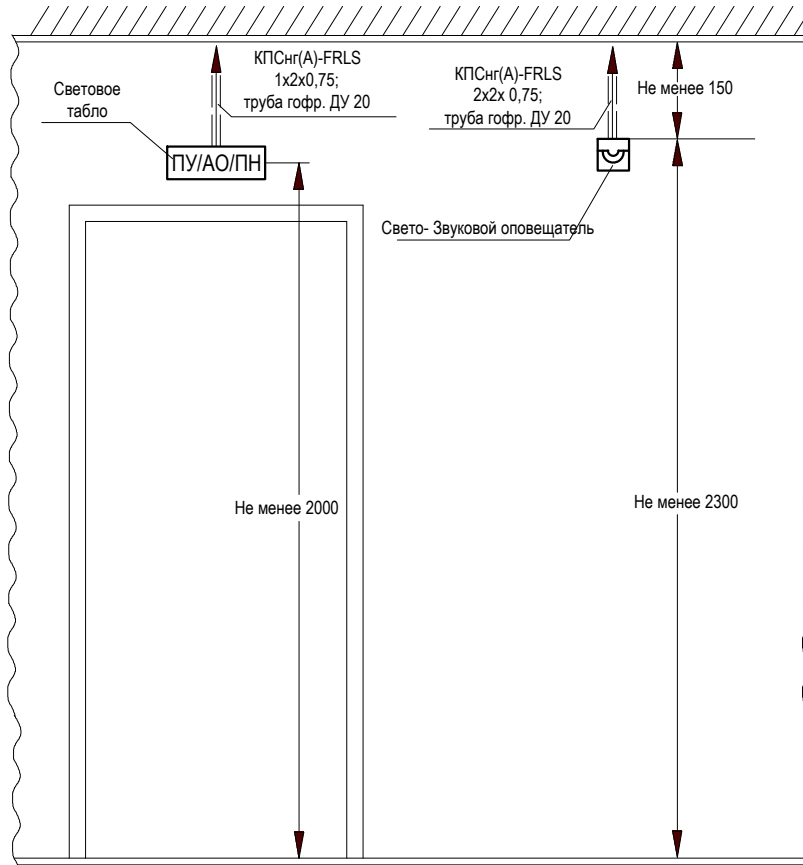 Световое
табло
КПСнг(А)-FRLS
1х2х0,75;
труба гофр. ДУ 20
КПСнг(А)-FRLS
2х2х 0,75;
труба гофр. ДУ 20
Не менее 150
ПУ/АО/ПН
Свето- Звуковой оповещатель
Не менее 2000
Не менее 2300